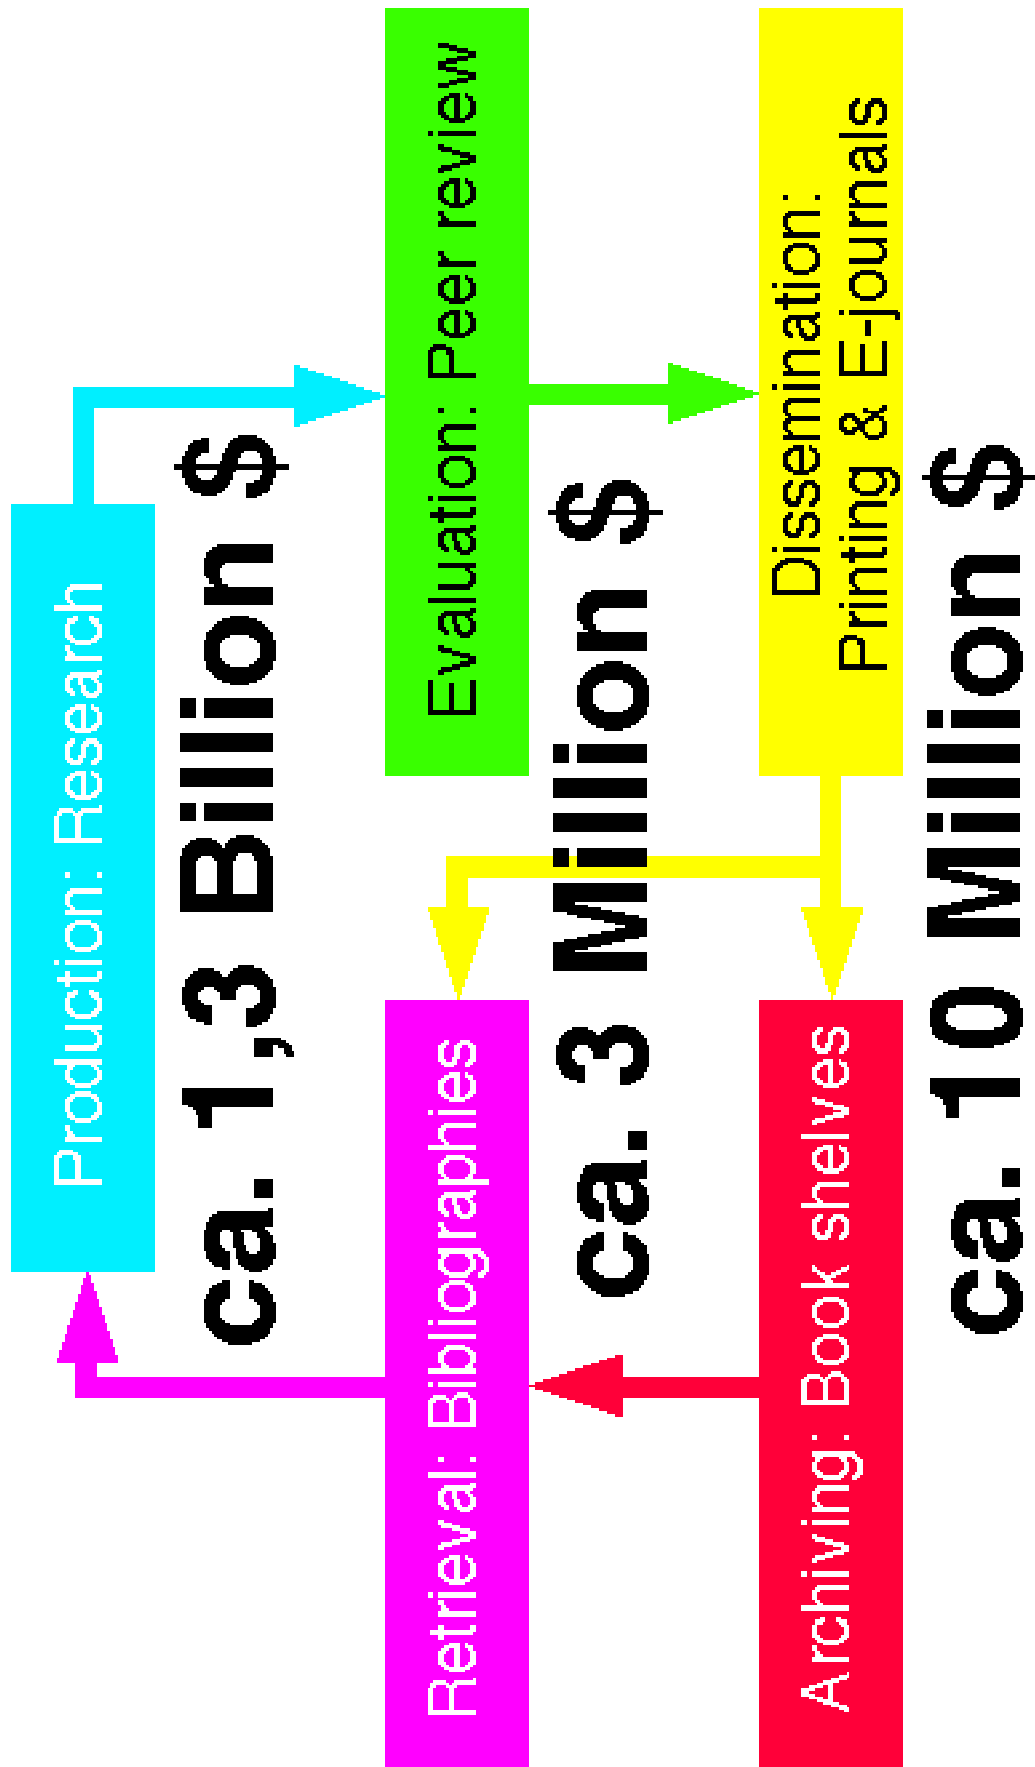 Production: Research
ca. 1,3 Billion $
Retrieval: Bibliographies
Evaluation: Peer review
ca. 3 Million $
Archiving: Book shelves
Dissemination:
Printing & E-journals
ca. 10 Million $